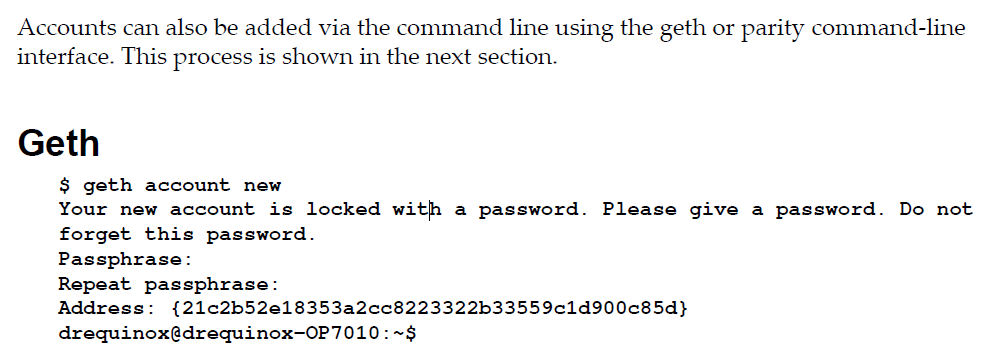 Accounts can also be added via the command line using the geth or parity command-line
interface. This process is shown in the next section.
Geth
$ geth account new
Your new account is locked with a password. Please give a password. Do not
forget this password.
Passphrase:
Repeat passphrase:
Address: {21c2b52e18353a2cc8223322b33559c1d900c85d}
drequinox@drequinox-OP7010:~$